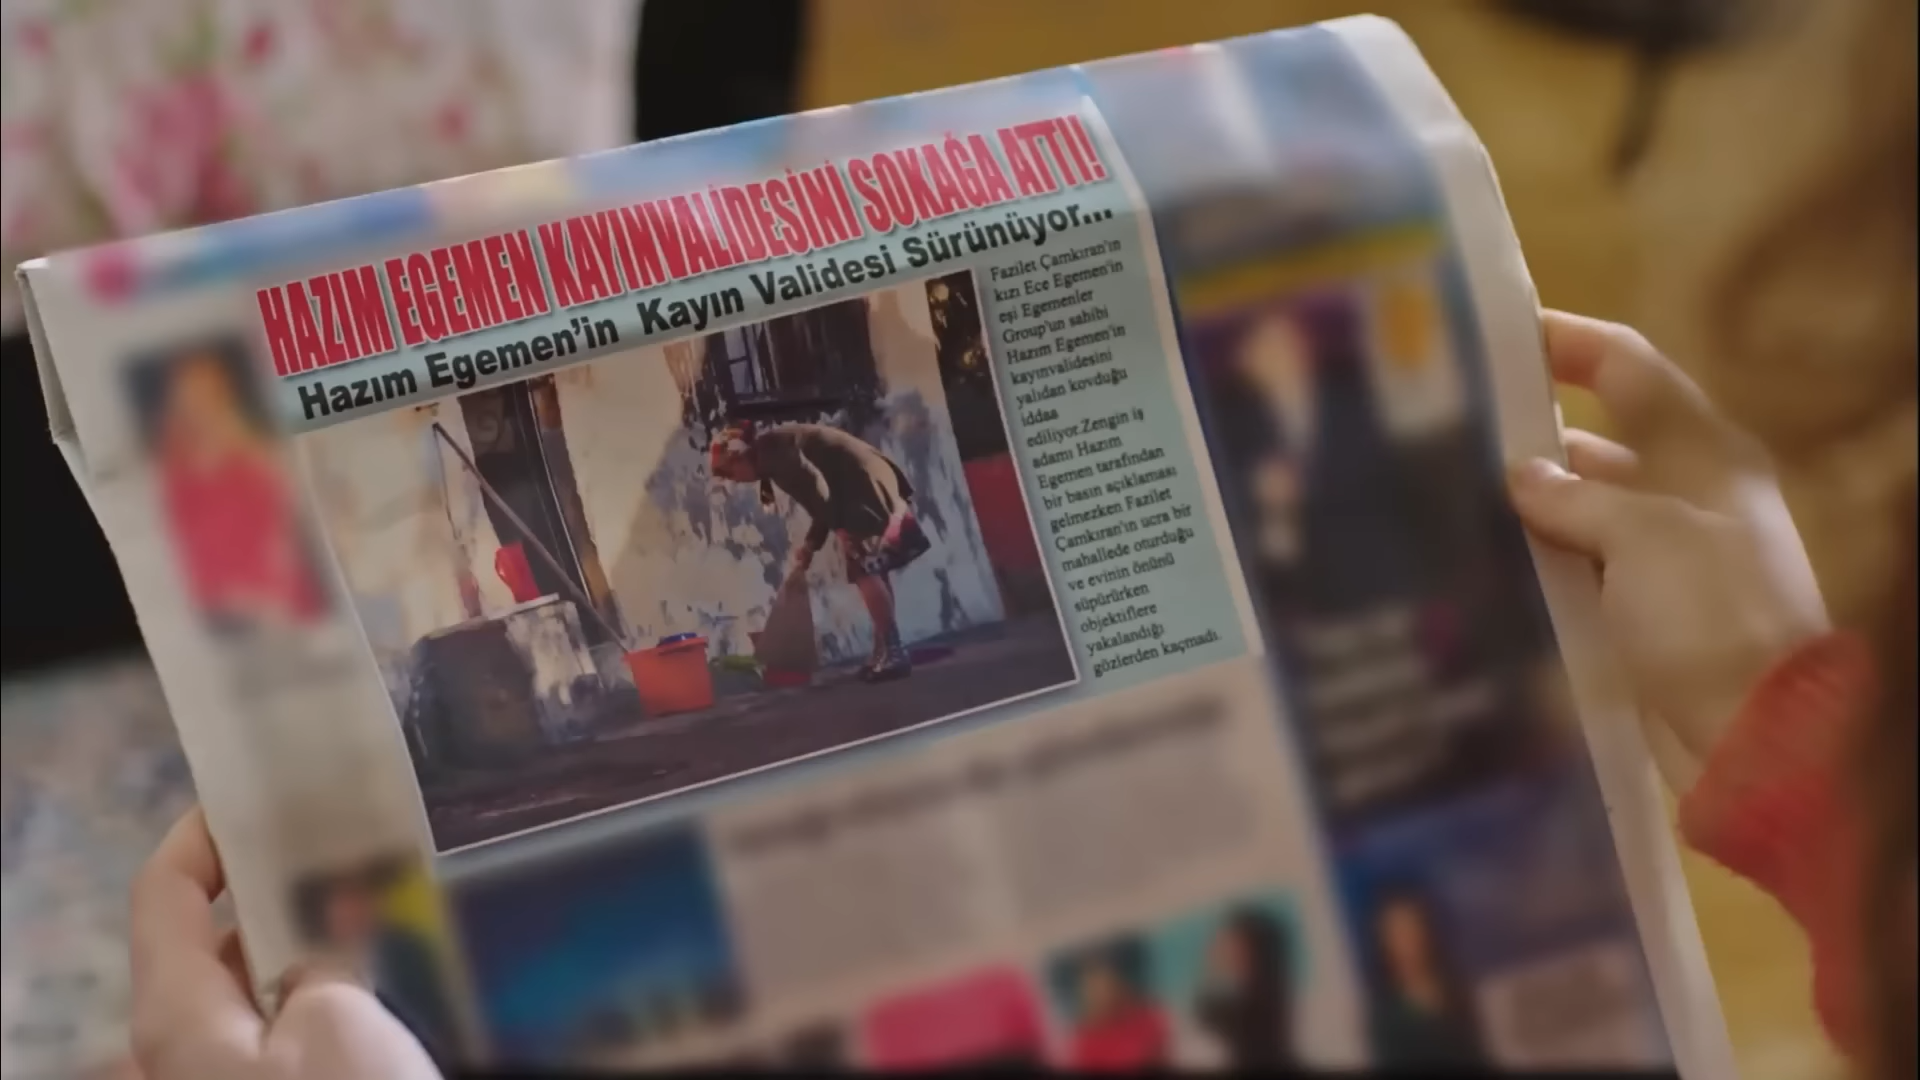 HAZIM EGEMEN KAYINVALİDESİNİ SOKAĞA ATTI!
Hazım Egemen'in Kayın Validesi Sürünüyor...
Fazilet Çamkıran'ın
kızı Ece Egemen'in
eşi Egemenler
Group'un sahibi
Hazım Egemen'in
kayınvalidesini
yalıdan kovduğu
iddaa
ediliyor.Zengin iş
adamı Hazım
Egemen tarafından
bir basın açıklaması
gelmezken Fazilet
Çamkıran'ın ucra bir
mahallede oturduğu
ve evinin önünü
süpürürken
objektiflere
yakalandığı
gözlerden kaçmadı.